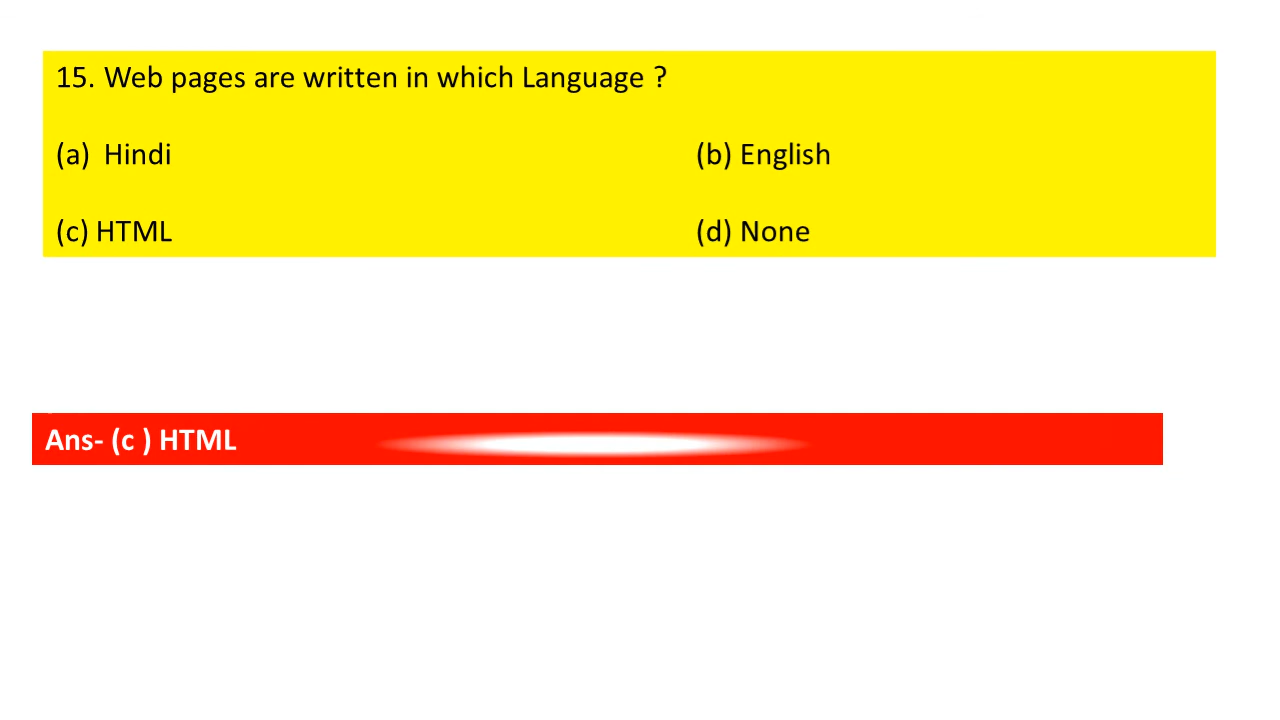 15. Web pages are written in which Language ?
(a) Hindi (b) English
(c) HTML (d) None
Ans- (c ) HTML